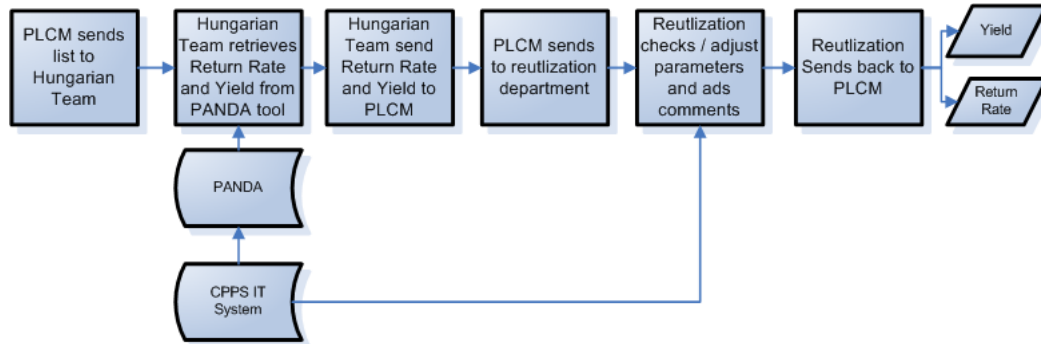 PLCM sends
list to
Hungarian
Team
Hungarian
Team retrieves
Return Rate
and Yield from
PANDA tool
Hungarian
Team send
Return Rate
and Yield to
PLCM
PLCM sends
to reutlization
department
Reutlization
checks / adjust
parameters
and ads
comments
Reutlization
Sends back to
PLCM
Yield
Return
Rate
PANDA
CPPS IT
System